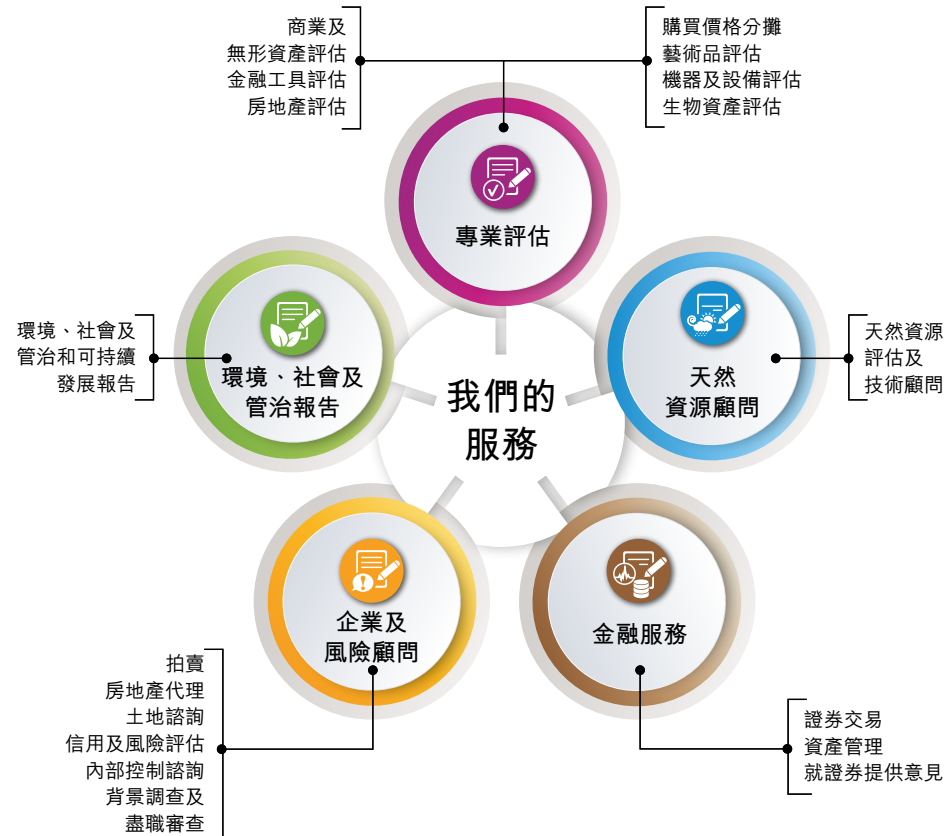 商業及
無形資產評估
金融工具評估
房地產評估
購買價格分攤
藝術品評估
機器及設備評估
生物資產評估
專業評估
環境、社會及
管治和可持續
發展報告
環境、社會及
管治報告
我們的
服務
天然
資源顧問
天然資源
評估及
技術顧問
企業及
風險顧問
金融服務
拍賣
房地產代理
土地諮詢
信用及風險評估
內部控制諮詢
背景調查及
盡職審查
證券交易
資產管理
就證券提供意見